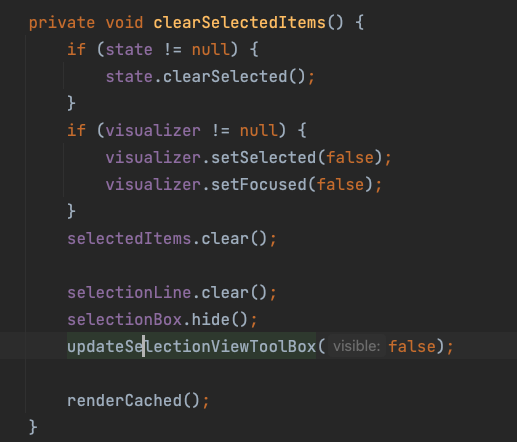 private void clearSelectedItems() {
    if (state != null) {
        state.clearSelected();
    }
    if (visualizer != null) {
        visualizer.setSelected(false);
        visualizer.setFocused(false);
    }
    selectedItems.clear();

    selectionLine.clear();
    selectionBox.hide();
    updateSelectionViewToolBox( visible: false);

    renderCached();
}